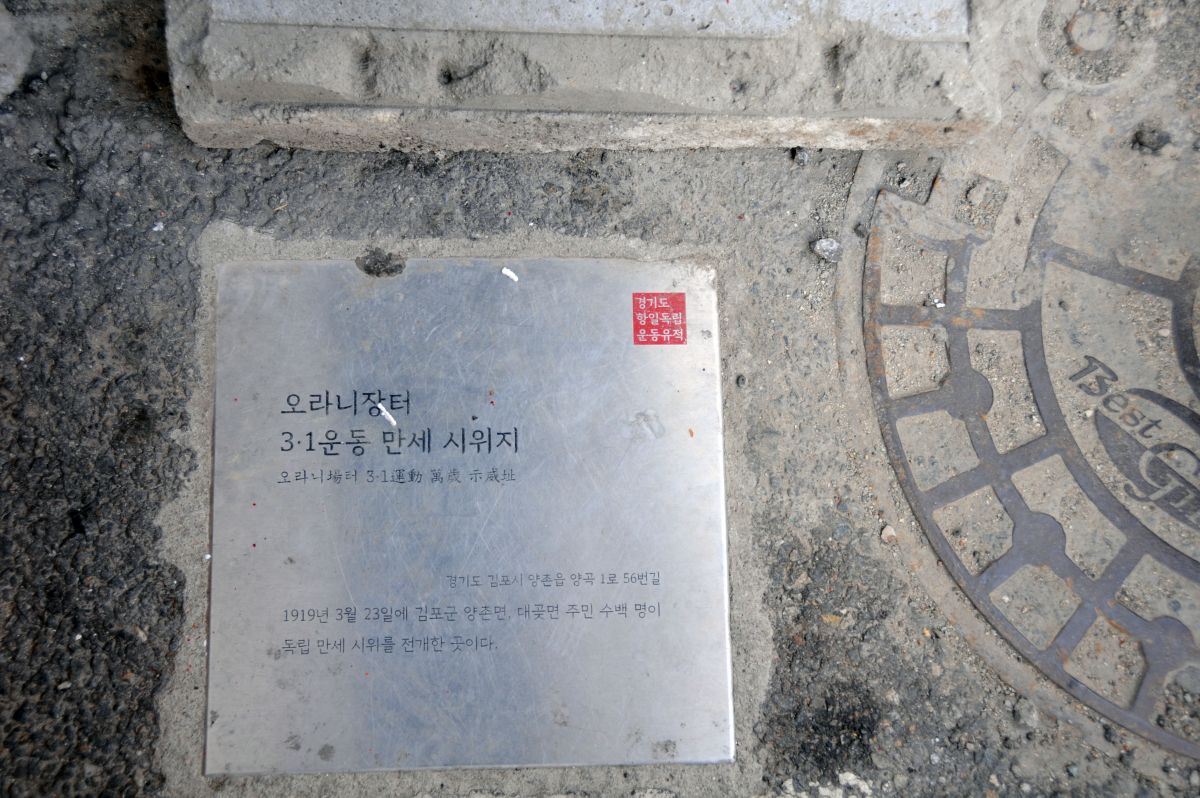 경기도
항일독립
운동유적
오라니장터
3·1운동 만세 시위지
오라니場터 3·1運動 萬歲 示威址
경기도 김포시 양촌읍 양곡 1로 56번길
1919년 3월 23일에 김포군 양촌면, 대곶면 주민 수백 명이
독립 만세 시위를 전개한 곳이다.
Best